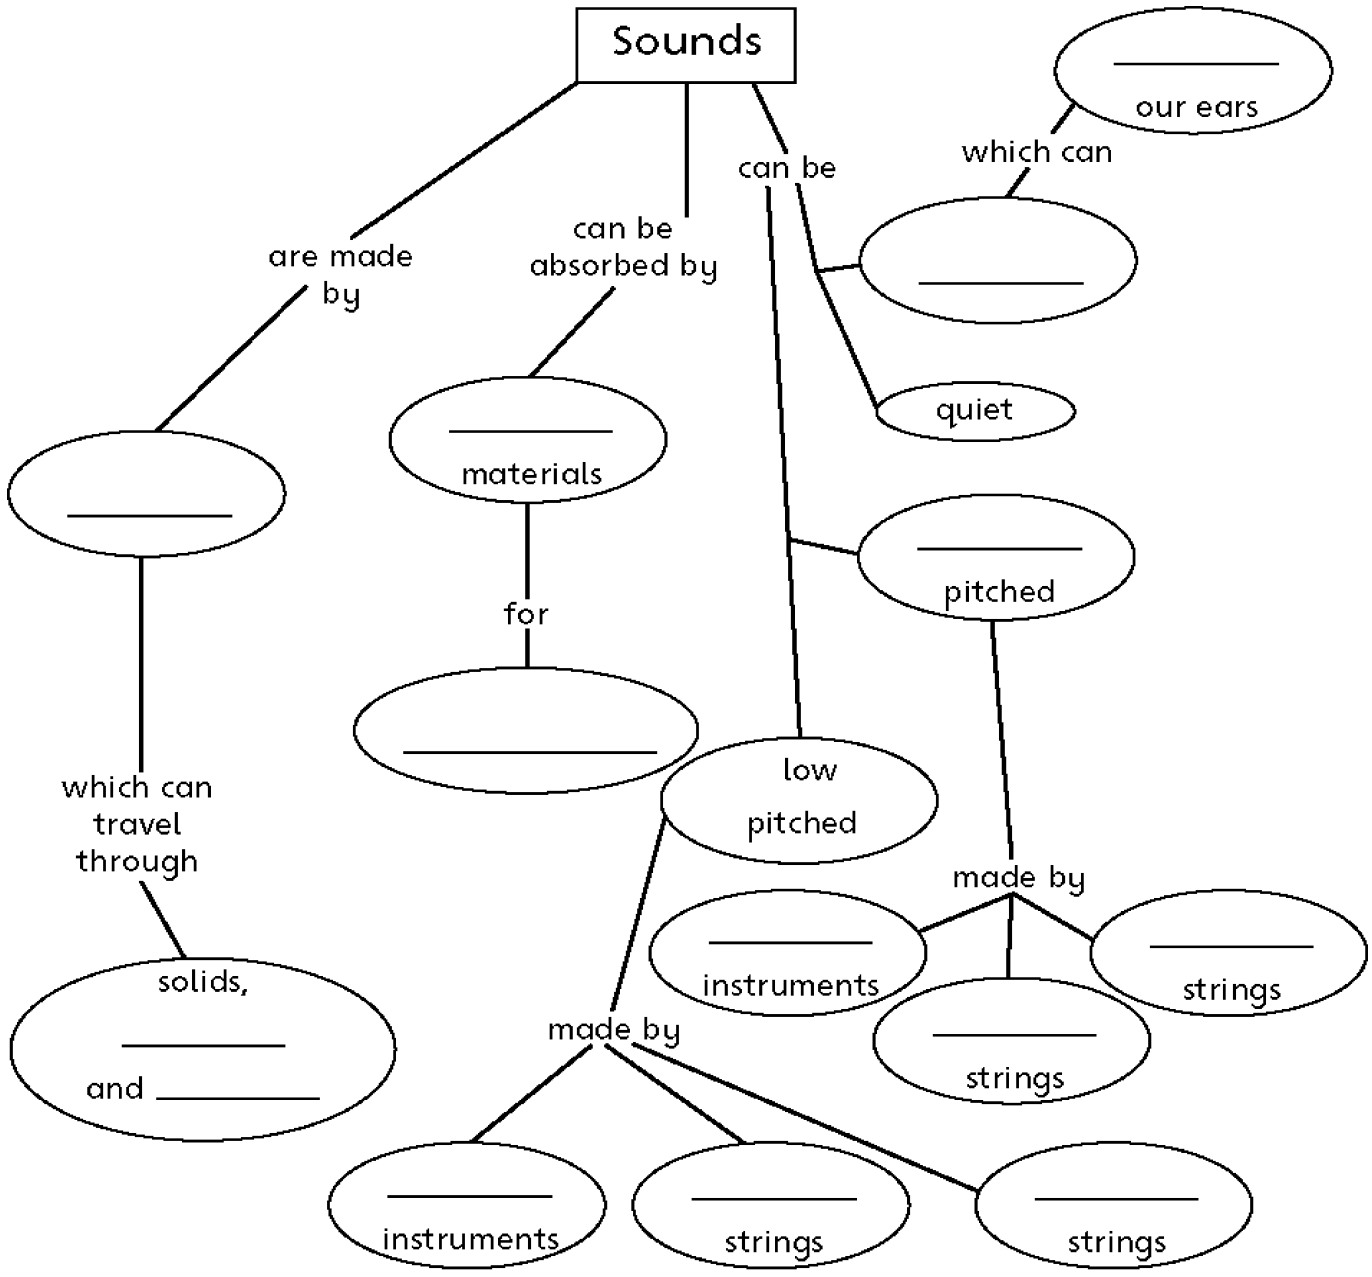 Sounds
our ears
which can
can be
can be
absorbed by
are made
by
quiet
materials
pitched
for
low
pitched
which can
travel
through
made by
instruments
strings
strings
solids,
and
made by
instruments
strings
strings